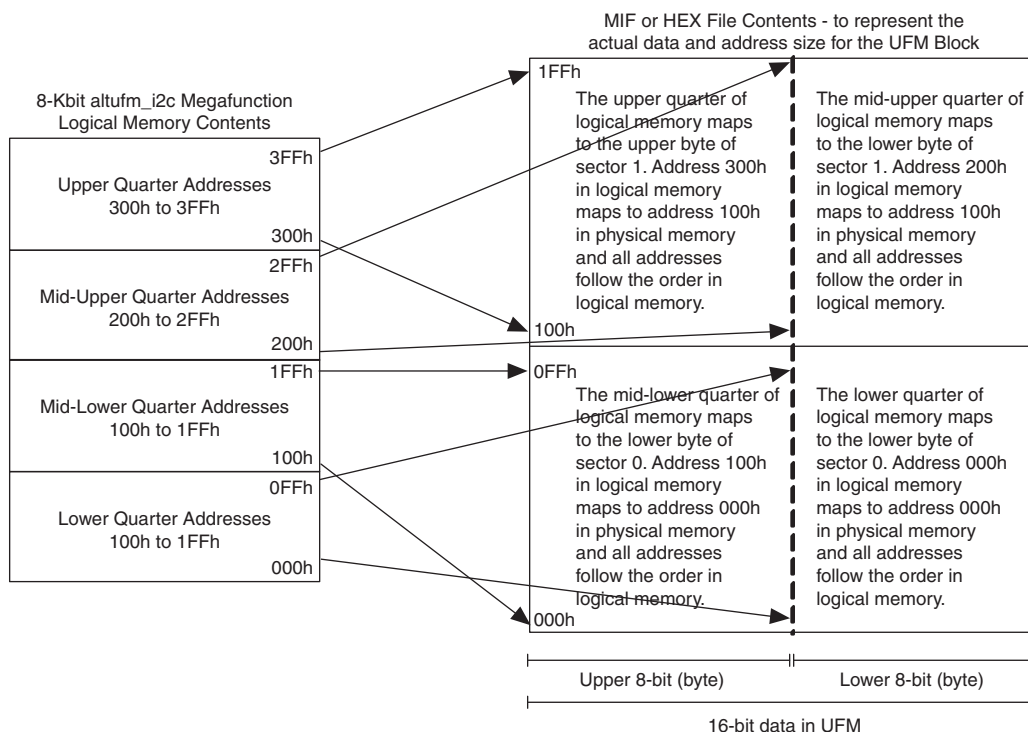 MIF or HEX File Contents - to represent the
actual data and address size for the UFM Block
8-Kbit altufm_i2c Megafunction
Logical Memory Contents
3FFh
Upper Quarter Addresses
300h to 3FFh
300h
2FFh
Mid-Upper Quarter Addresses
200h to 2FFh
200h
1FFh
Mid-Lower Quarter Addresses
100h to 1FFh
100h
0FFh
Lower Quarter Addresses
100h to 1FFh
000h
1FFh
The upper quarter of
logical memory maps
to the upper byte of
sector 1. Address 300h
in logical memory
maps to address 100h
in physical memory
and all addresses
follow the order in
logical memory.
100h
The mid-upper quarter of
logical memory maps
to the lower byte of
sector 1. Address 200h
in logical memory
maps to address 100h
in physical memory
and all addresses
follow the order in
logical memory.
0FFh
The mid-lower quarter of
logical memory maps
to the lower byte of
sector 0. Address 100h
in logical memory
maps to address 000h
in physical memory
and all addresses
follow the order in
logical memory.
000h
The lower quarter of
logical memory maps
to the lower byte of
sector 0. Address 000h
in logical memory
maps to address 000h
in physical memory
and all addresses
follow the order in
logical memory.
Upper 8-bit (byte)
Lower 8-bit (byte)
16-bit data in UFM